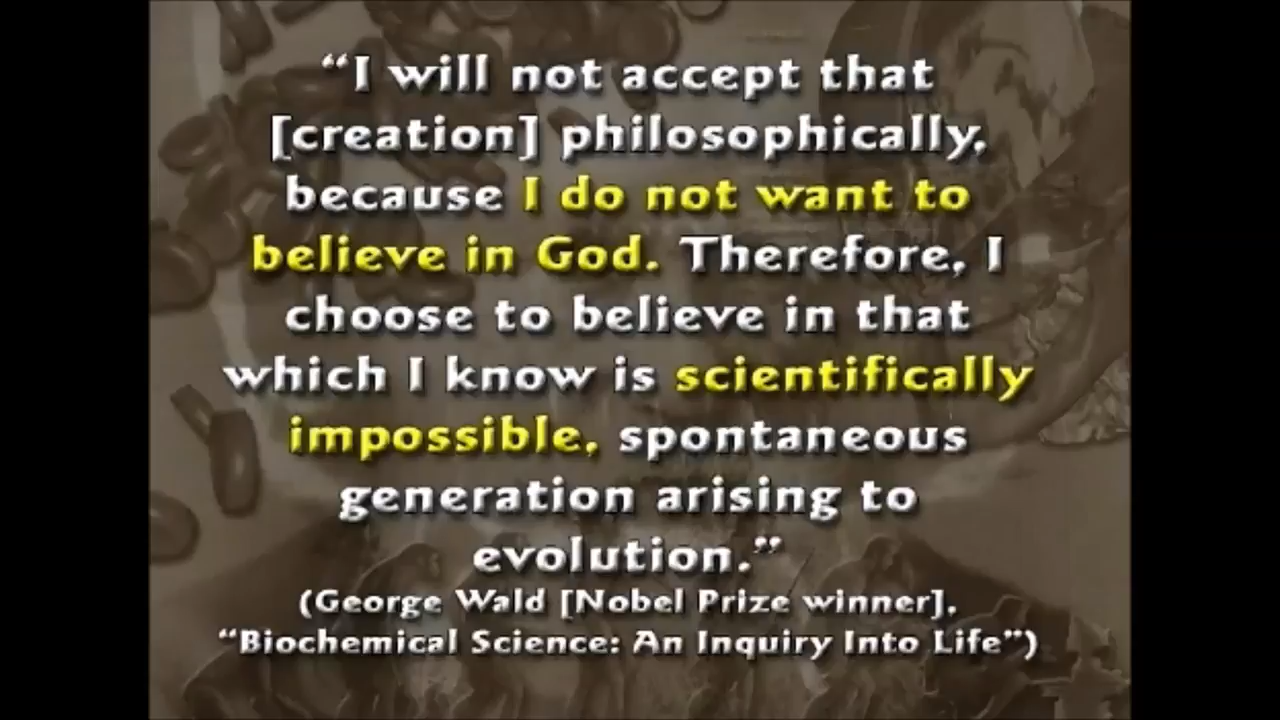 “I will not accept that
[creation] philosophically,
because I do not want to
believe in God. Therefore, I
choose to believe in that
which I know is scientifically
impossible, spontaneous
generation arising to
evolution.”
(George Wald [Nobel Prize winner],
“Biochemical Science: An Inquiry Into Life”)